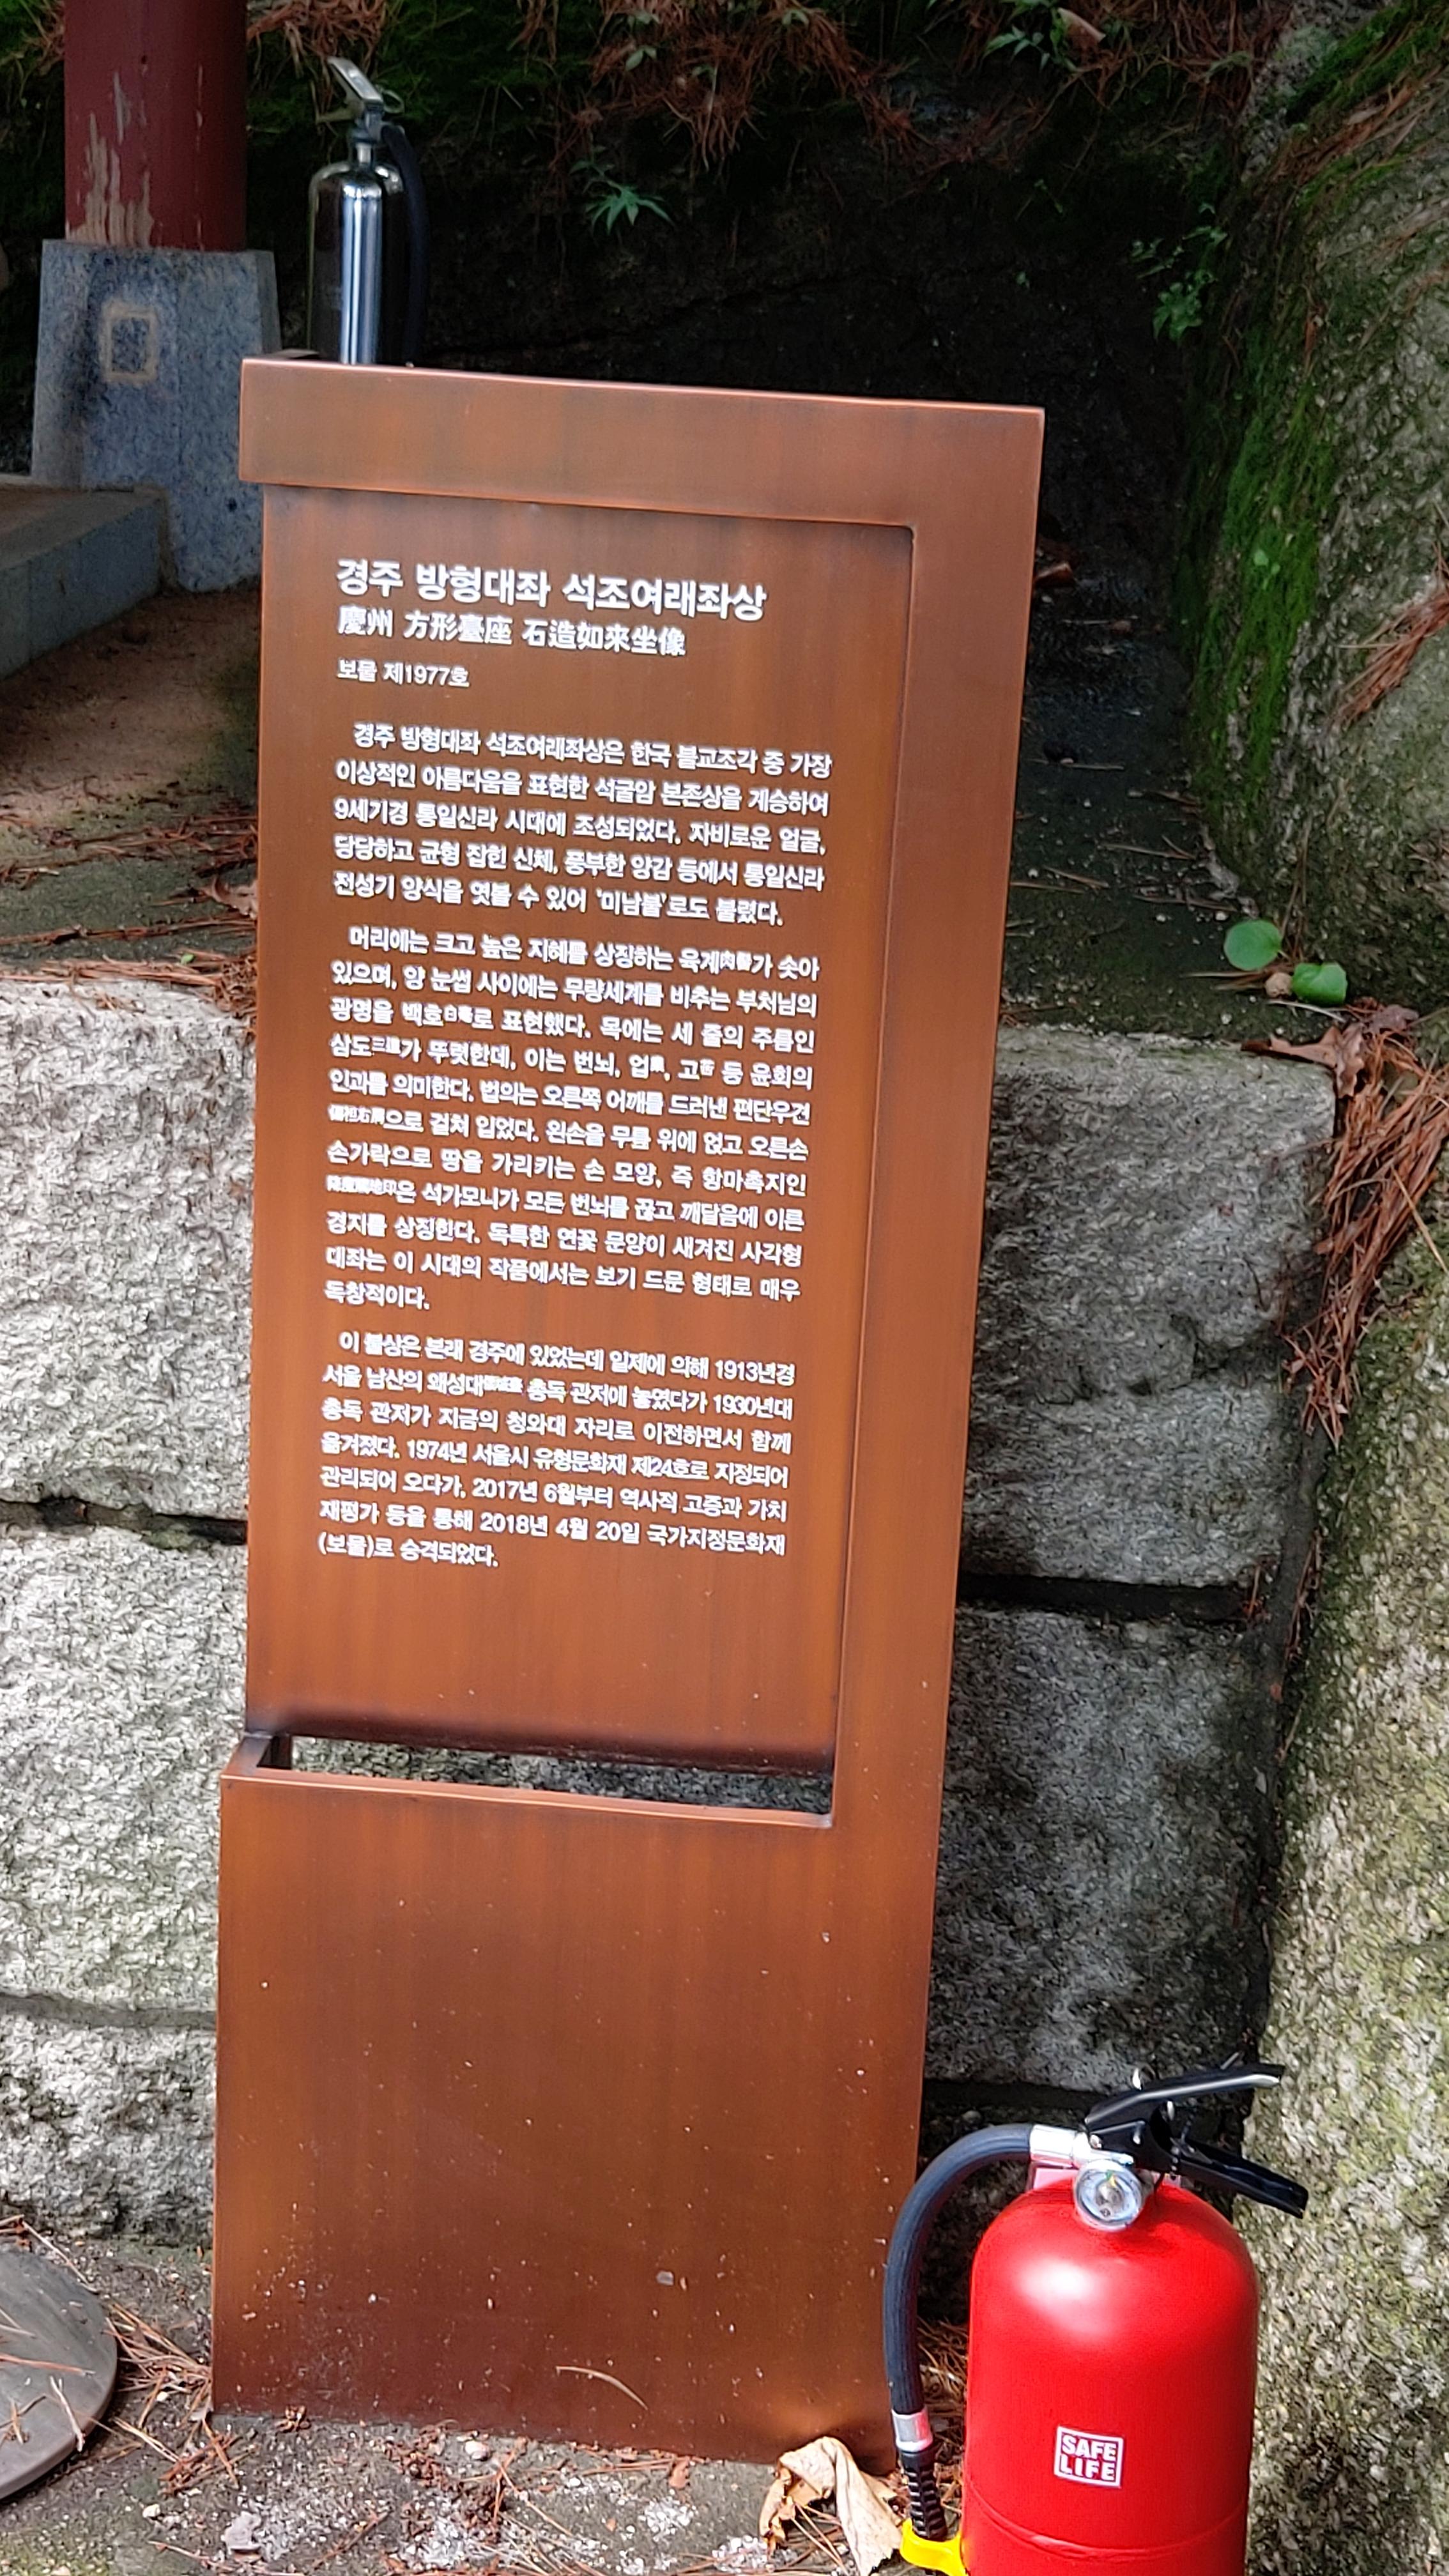 경주 방형대좌 석조여래좌상
慶州 方形臺座 石造如來坐像
보물 제1977호
경주 방형대좌 석조여래좌상은 한국 불교조각 중 가장
이상적인 아름다움을 표현한 석굴암 본존상을 계승하여
9세기경 통일신라 시대에 조성되었다. 자비로운 얼굴,
당당하고 균형 잡힌 신체, 풍부한 양감 등에서 통일신라
전성기 양식을 엿볼 수 있어 '미남불'로도 불렸다.
머리에는 크고 높은 지혜를 상징하는 육계肉髻가 솟아
있으며, 양 눈썹 사이에는 무량세계를 비추는 부처님의
광명을 백호白毫로 표현했다. 목에는 세 줄의 주름인
삼도三道가 뚜렷한데, 이는 번뇌, 업業, 고苦 등 윤회의
인과를 의미한다. 법의는 오른쪽 어깨를 드러낸 편단우견
偏袒右肩으로 걸쳐 입었다. 왼손을 무릎 위에 얹고 오른손
손가락으로 땅을 가리키는 손 모양, 즉 항마촉지인
降魔觸地印은 석가모니가 모든 번뇌를 끊고 깨달음에 이른
경지를 상징한다. 독특한 연꽃 문양이 새겨진 사각형
대좌는 이 시대의 작품에서는 보기 드문 형태로 매우
독창적이다.
이 불상은 본래 경주에 있었는데 일제에 의해 1913년경
서울 남산의 왜성대 총독 관저에 놓였다가 1930년대
총독 관저가 지금의 청와대 자리로 이전하면서 함께
옮겨졌다. 1974년 서울시 유형문화재 제24호로 지정되어
관리되어 오다가, 2017년 6월부터 역사적 고증과 가치
재평가 등을 통해 2018년 4월 20일 국가지정문화재
(보물)로 승격되었다.
SAFE
LIFE